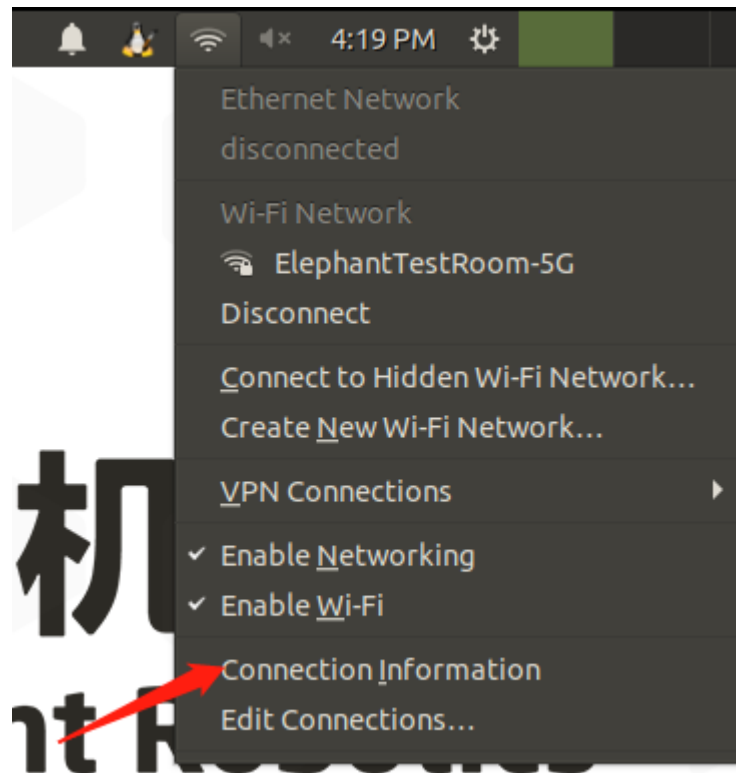 4:19 PM
Ethernet Network
disconnected
Wi-Fi Network
ElephantTestRoom-5G
Disconnect
Connect to Hidden Wi-Fi Network…
Create New Wi-Fi Network…
VPN Connections
机
Enable Networking
Enable Wi-Fi
Connection Information
Edit Connections…